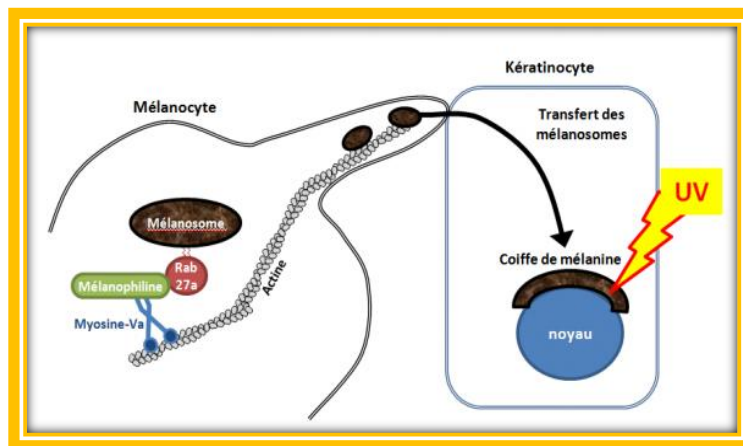 Kératinocyte
Mélanocyte
Transfert des
mélanosomes
UV
Mélanosome
Rab
27a
Mélanophiline
Myosine-Va
Actine
Coiffe de mélanine
noyau